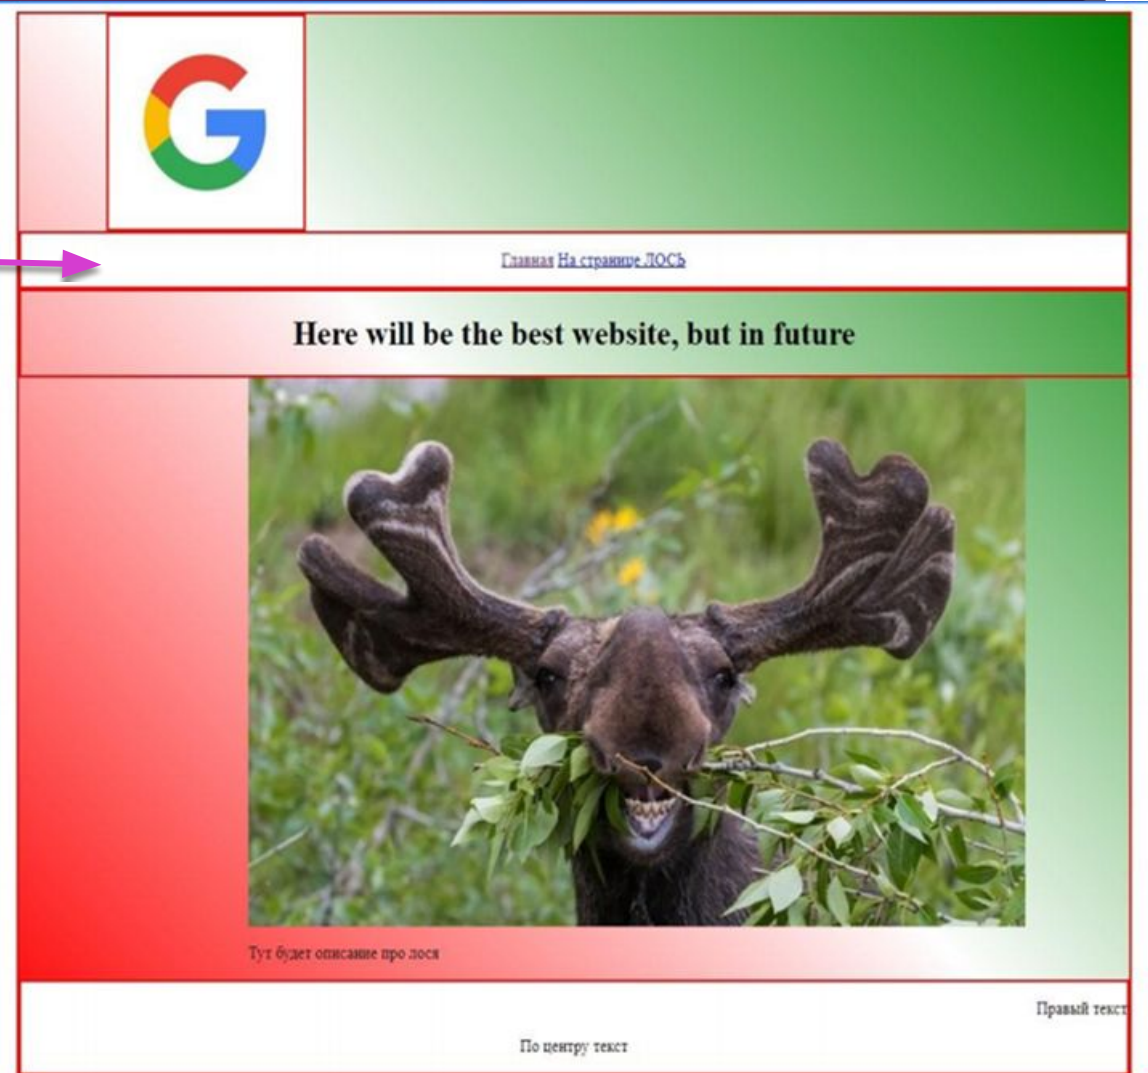 Главная На странице ЛОСЬ
Here will be the best website, but in future
Тут будет описание про лося
Правый текст
По центру текст